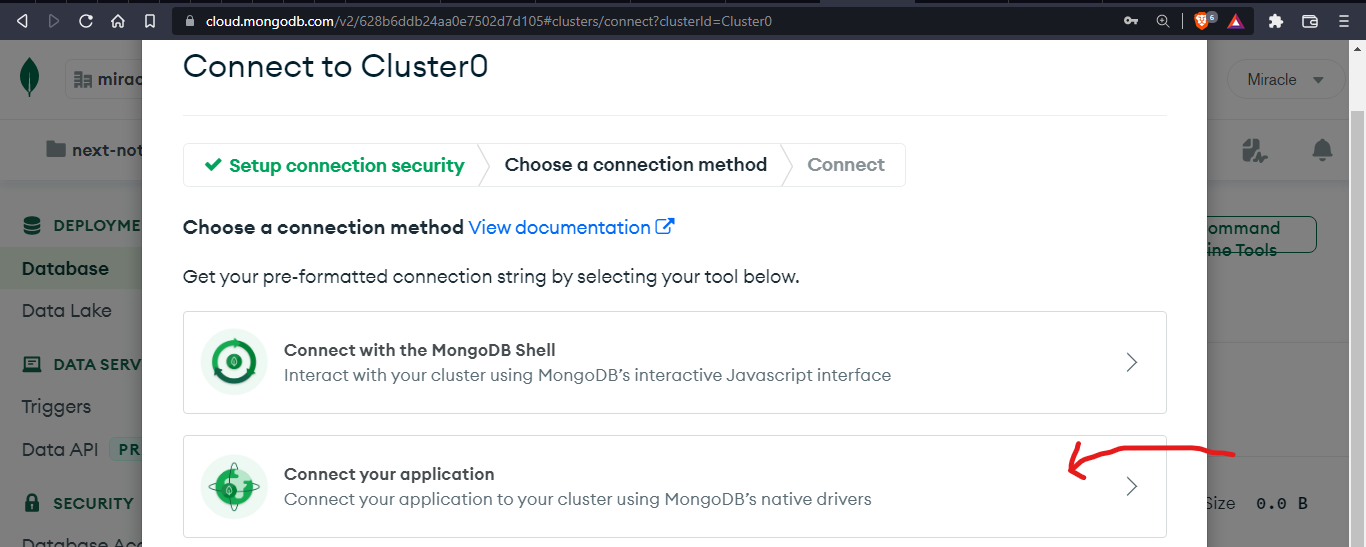 cloud.mongodb.com/v2/628b6ddb24aa0e7502d7d105#clusters/connect?clusterId=Cluster0
6
Connect to Cluster0
Miracle
Setup connection security
Choose a connection method
Connect
DEPLOYME
Database
Data Lake
DATA SERV
Triggers
Data API PR
SECURITY
Choose a connection method View documentation
Get your pre-formatted connection string by selecting your tool below.
Connect with the MongoDB Shell
Interact with your cluster using MongoDB’s interactive Javascript interface
Connect your application
Connect your application to your cluster using MongoDB’s native drivers
mirac
next-not
Database Acc
ommand
ine Tools
Size 0.0 B